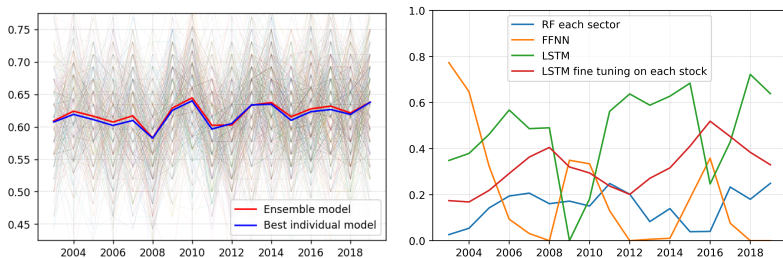 0.75
0.70
0.65
0.60
0.55
0.50
0.45
2004 2006 2008 2010 2012 2014 2016 2018
Ensemble model
Best individual model
1.0
0.8
0.6
0.4
0.2
0.0
2004 2006 2008 2010 2012 2014 2016 2018
RF each sector
FFNN
LSTM
LSTM fine tuning on each stock